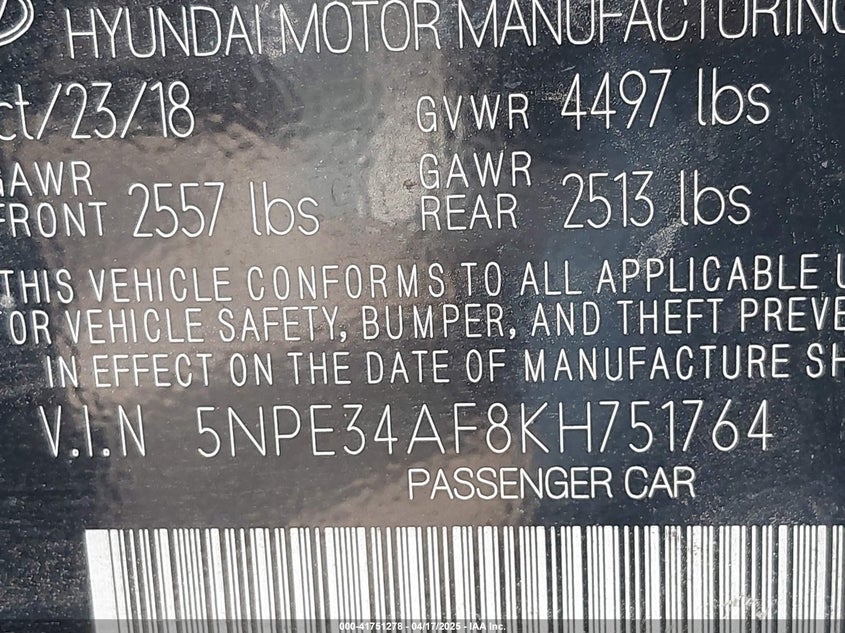 HYUNDAI MOTOR MANUFACTURING
ct/23/18 GVWR 4497 lbs
GAWR FRONT 2557 lbs GAWR REAR 2513 lbs
THIS VEHICLE CONFORMS TO ALL APPLICABLE U
OR VEHICLE SAFETY, BUMPER, AND THEFT PREVE
IN EFFECT ON THE DATE OF MANUFACTURE SH
V.I.N 5NPE34AF8KH751764
PASSENGER CAR
000-41751278 - 04/17/2025 - IAA Inc.